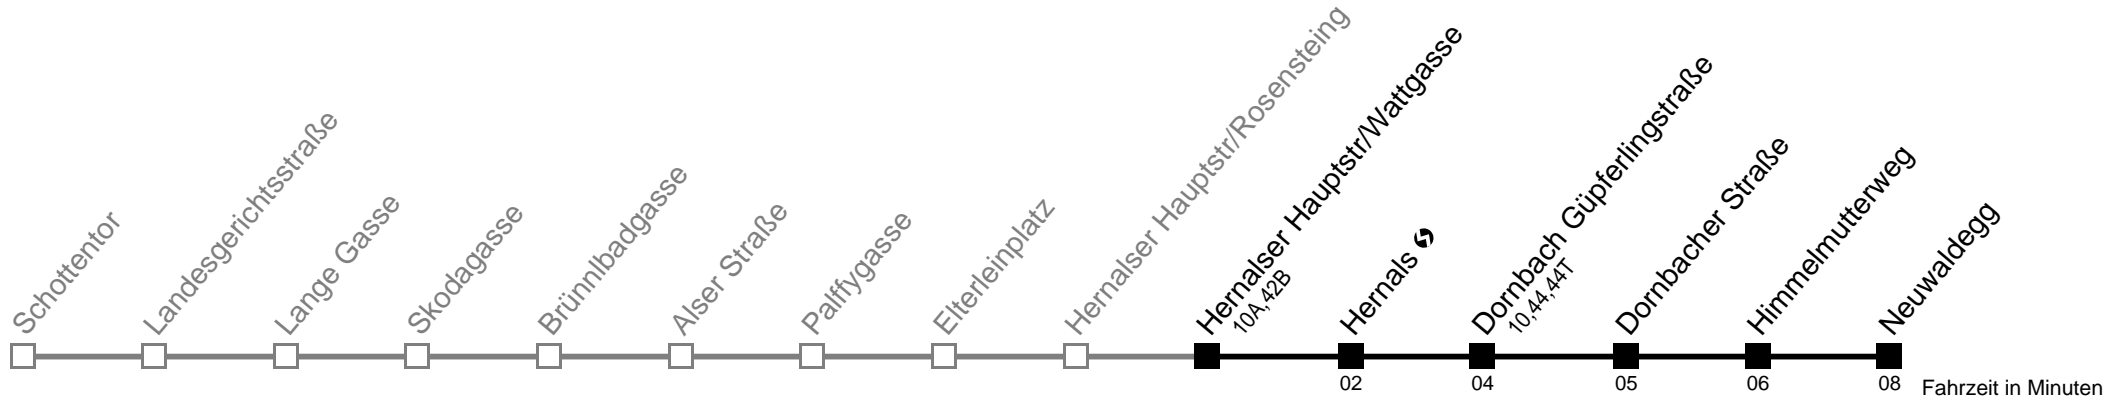 Schottentor
Landesgerichtsstraße
Lange Gasse
Skodagasse
Brünnlbadgasse
Alser Straße
Palffygasse
Elterleinplatz
Hernalser Hauptstr/Rosensteing
Hernalser Hauptstr/Wattgasse
10A,42B
Hernals
Dornbach Güpferlingstraße
10,44,44T
Dornbacher Straße
Himmelmutterweg
Neuwaldegg
02
04
05
06
08
Fahrzeit in Minuten